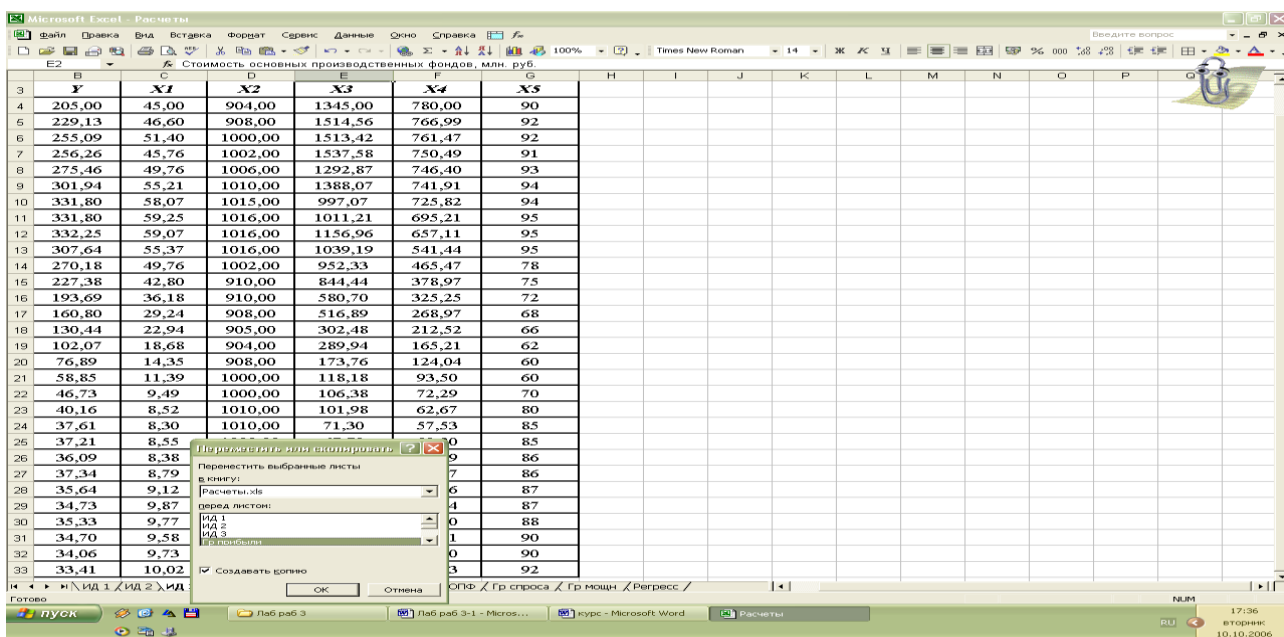 Microsoft Excel - Расчеты
Файл Правка Вид Вставка Формат Сервис Данные Окно Справка
Введите вопрос
100% Times New Roman 14 Ж К Ч
E2 fx Стоимость основных производственных фондов, млн. руб.
B C D E F G H I J K L M N O P Q
3 Y X1 X2 X3 X4 X5
4 205,00 45,00 904,00 1345,00 780,00 90
5 229,13 46,60 908,00 1514,56 766,99 92
6 255,09 51,40 1000,00 1513,42 761,47 92
7 256,26 45,76 1002,00 1537,58 750,49 91
8 275,46 49,76 1006,00 1292,87 746,40 93
9 301,94 55,21 1010,00 1388,07 741,91 94
10 331,80 58,07 1015,00 997,07 725,82 94
11 331,80 59,25 1016,00 1011,21 695,21 95
12 332,25 59,07 1016,00 1156,96 657,11 95
13 307,64 55,37 1016,00 1039,19 541,44 95
14 270,18 49,76 1002,00 952,33 465,47 78
15 227,38 42,80 910,00 844,44 378,97 75
16 193,69 36,18 910,00 580,70 325,25 72
17 160,80 29,24 908,00 516,89 268,97 68
18 130,44 22,94 905,00 302,48 212,52 66
19 102,07 18,68 904,00 289,94 165,21 62
20 76,89 14,35 908,00 173,76 124,04 60
21 58,85 11,39 1000,00 118,18 93,50 60
22 46,73 9,49 1000,00 106,38 72,29 70
23 40,16 8,52 1010,00 101,98 62,67 80
24 37,61 8,30 1010,00 71,30 57,53 85
25 37,21 8,55 0 85
26 36,09 8,38 9 86
27 37,34 8,79 7 86
28 35,64 9,12 6 87
29 34,73 9,87 4 87
30 35,33 9,77 0 88
31 34,70 9,58 1 90
32 34,06 9,73 0 90
33 33,41 10,02 3 92
Переместить или скопировать
Переместить выбранные листы
в книгу:
Расчеты.xls
перед листом:
ИД 1
ИД 2
ИД 3
Гр прибыли
Создавать копию
ОК Отмена
ИД 1 ИД 2 ИД ОПФ Гр спроса Гр мощн Регресс
Готово NUM
пуск Лаб раб 3 Лаб раб 3-1 - Micros... курс - Microsoft Word Расчеты
RU 17:36
вторник
10.10.2006